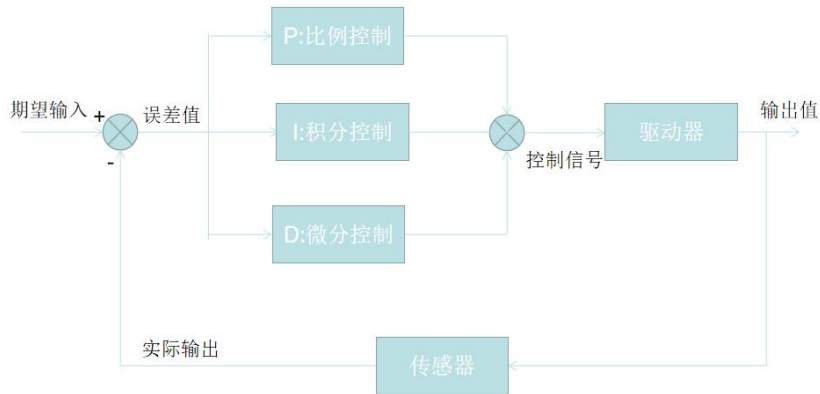 P:比例控制
期望输入
+
误差值
I:积分控制
驱动器
输出值
-
控制信号
D:微分控制
实际输出
传感器